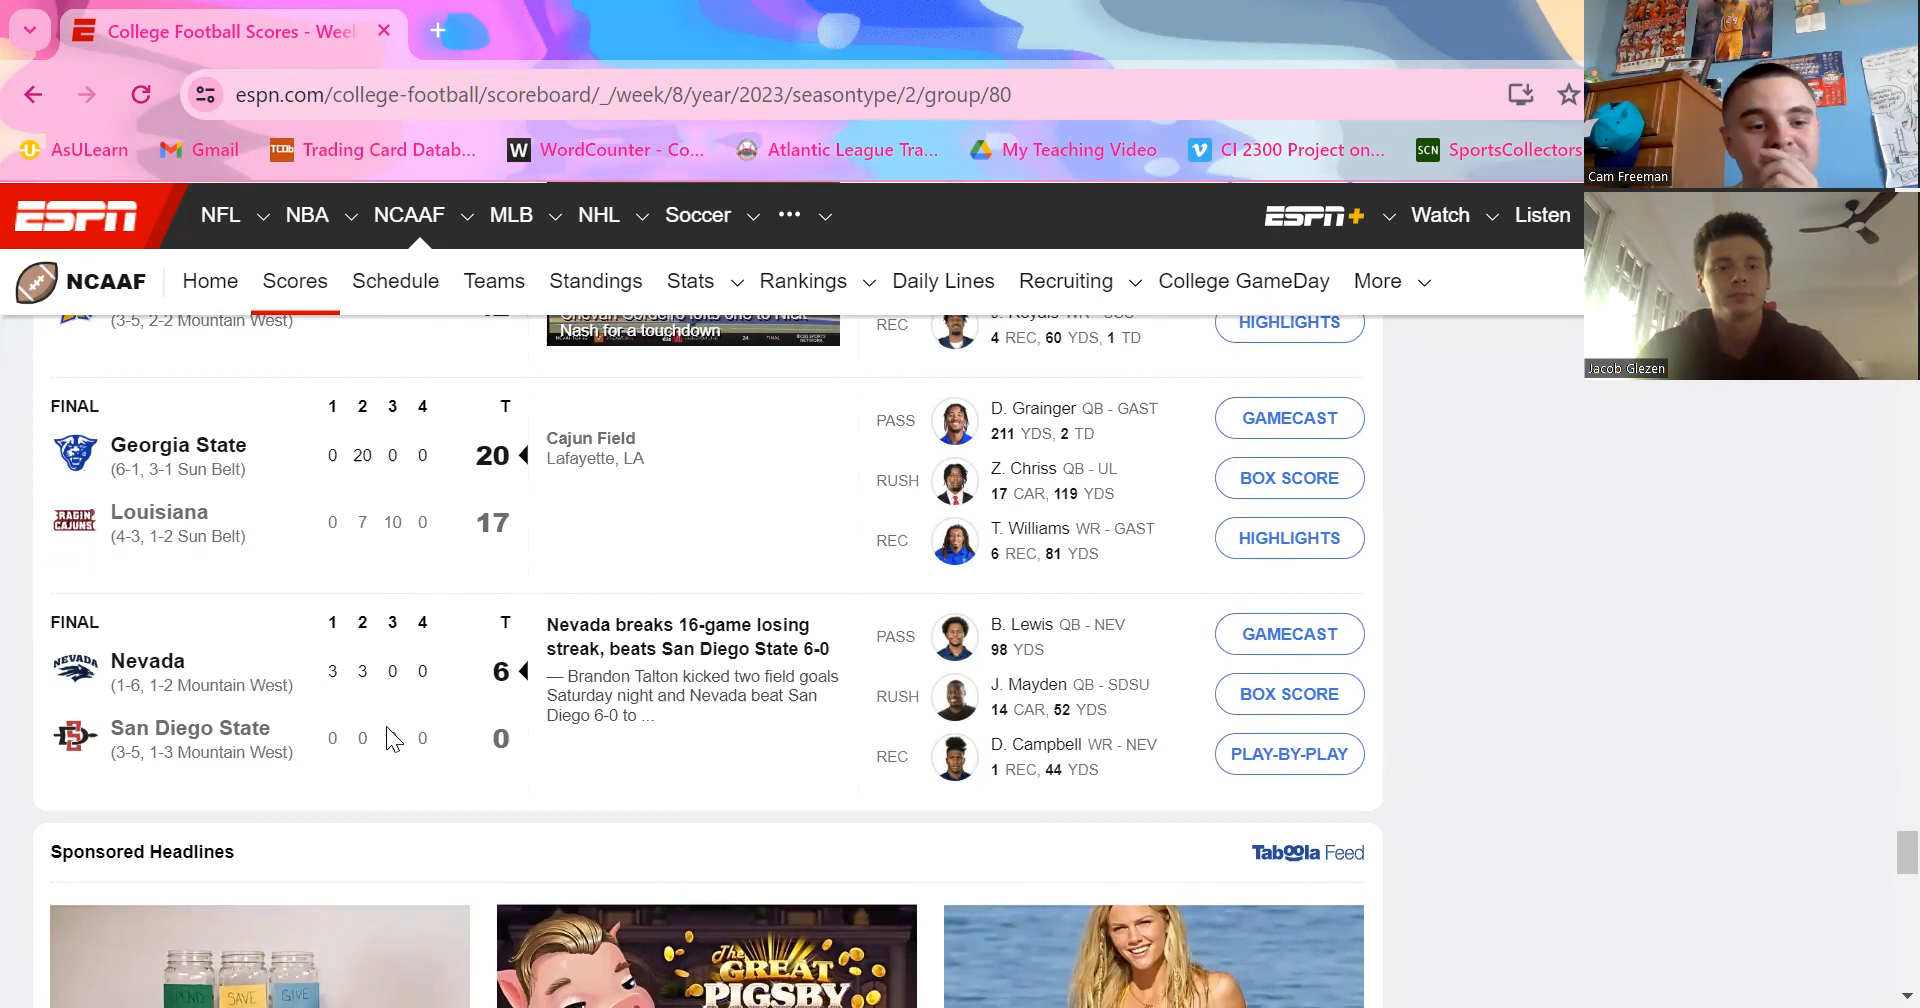 College Football Scores - Week
espn.com/college-football/scoreboard/_/week/8/year/2023/seasontype/2/group/80
AsULearn
Gmail
TCDb
Trading Card Datab...
W
WordCounter - Co...
Atlantic League Tra...
My Teaching Video
CI 2300 Project on...
SCN
SportsCollectors
Cam Freeman
Jacob Glezen
ESPN
NFL
NBA
NCAAF
MLB
NHL
Soccer
ESPN+
Watch
Listen
NCAAF
Home
Scores
Schedule
Teams
Standings
Stats
Rankings
Daily Lines
Recruiting
College GameDay
More
(3-5, 2-2 Mountain West)
Nash for a touchdown
REC
4 REC, 60 YDS, 1 TD
HIGHLIGHTS
FINAL 1 2 3 4 T
Georgia State 0 20 0 0 20
(6-1, 3-1 Sun Belt)
RAGIN CAJUNS
Louisiana 0 7 10 0 17
(4-3, 1-2 Sun Belt)
Cajun Field
Lafayette, LA
PASS
D. Grainger QB - GAST
211 YDS, 2 TD
RUSH
Z. Chriss QB - UL
17 CAR, 119 YDS
REC
T. Williams WR - GAST
6 REC, 81 YDS
GAMECAST
BOX SCORE
HIGHLIGHTS
FINAL 1 2 3 4 T
NEVADA
Nevada 3 3 0 0 6
(1-6, 1-2 Mountain West)
San Diego State 0 0 0 0
(3-5, 1-3 Mountain West)
Nevada breaks 16-game losing
streak, beats San Diego State 6-0
— Brandon Talton kicked two field goals
Saturday night and Nevada beat San
Diego 6-0 to ...
PASS
B. Lewis QB - NEV
98 YDS
RUSH
J. Mayden QB - SDSU
14 CAR, 52 YDS
REC
D. Campbell WR - NEV
1 REC, 44 YDS
GAMECAST
BOX SCORE
PLAY-BY-PLAY
Sponsored Headlines
Taboola Feed
SPEND
SAVE
GIVE
The
GREAT
PIGSBY